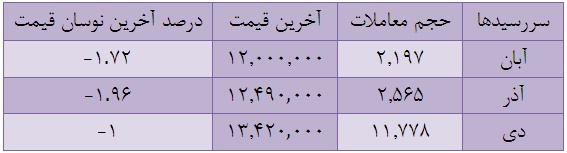 سررسیدها حجم معاملات آخرین قیمت درصد آخرین نوسان قیمت
آبان ۲,۱۹۷ ۱۲,۰۰۰,۰۰۰ -۱.۷۲
آذر ۲,۵۶۵ ۱۲,۴۹۰,۰۰۰ -۱.۹۶
دی ۱۱,۷۷۸ ۱۳,۴۲۰,۰۰۰ -۱